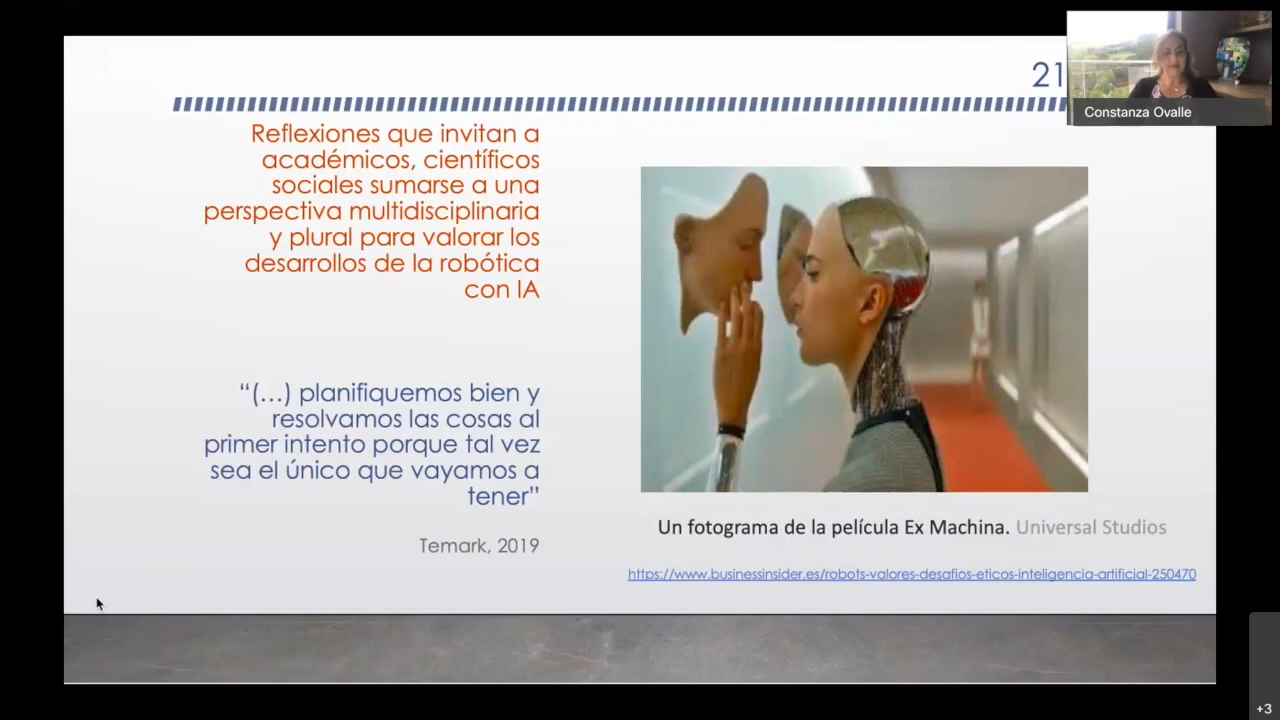 21
Constanza Ovalle
Reflexiones que invitan a
académicos, científicos
sociales sumarse a una
perspectiva multidisciplinaria
y plural para valorar los
desarrollos de la robótica
con IA
“(…) planifiquemos bien y
resolvamos las cosas al
primer intento porque tal vez
sea el único que vayamos a
tener”
Temark, 2019
Un fotograma de la película Ex Machina. Universal Studios
https://www.businessinsider.es/robots-valores-desafios-eticos-inteligencia-artificial-250470
+3